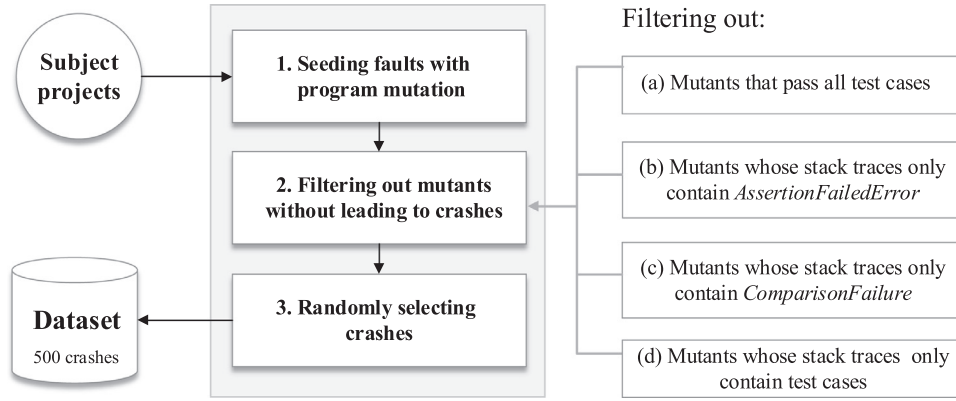 Subject
projects
1. Seeding faults with
program mutation
2. Filtering out mutants
without leading to crashes
3. Randomly selecting
crashes
Dataset
500 crashes
Filtering out:
(a) Mutants that pass all test cases
(b) Mutants whose stack traces only
contain AssertionFailedError
(c) Mutants whose stack traces only
contain ComparisonFailure
(d) Mutants whose stack traces only
contain test cases